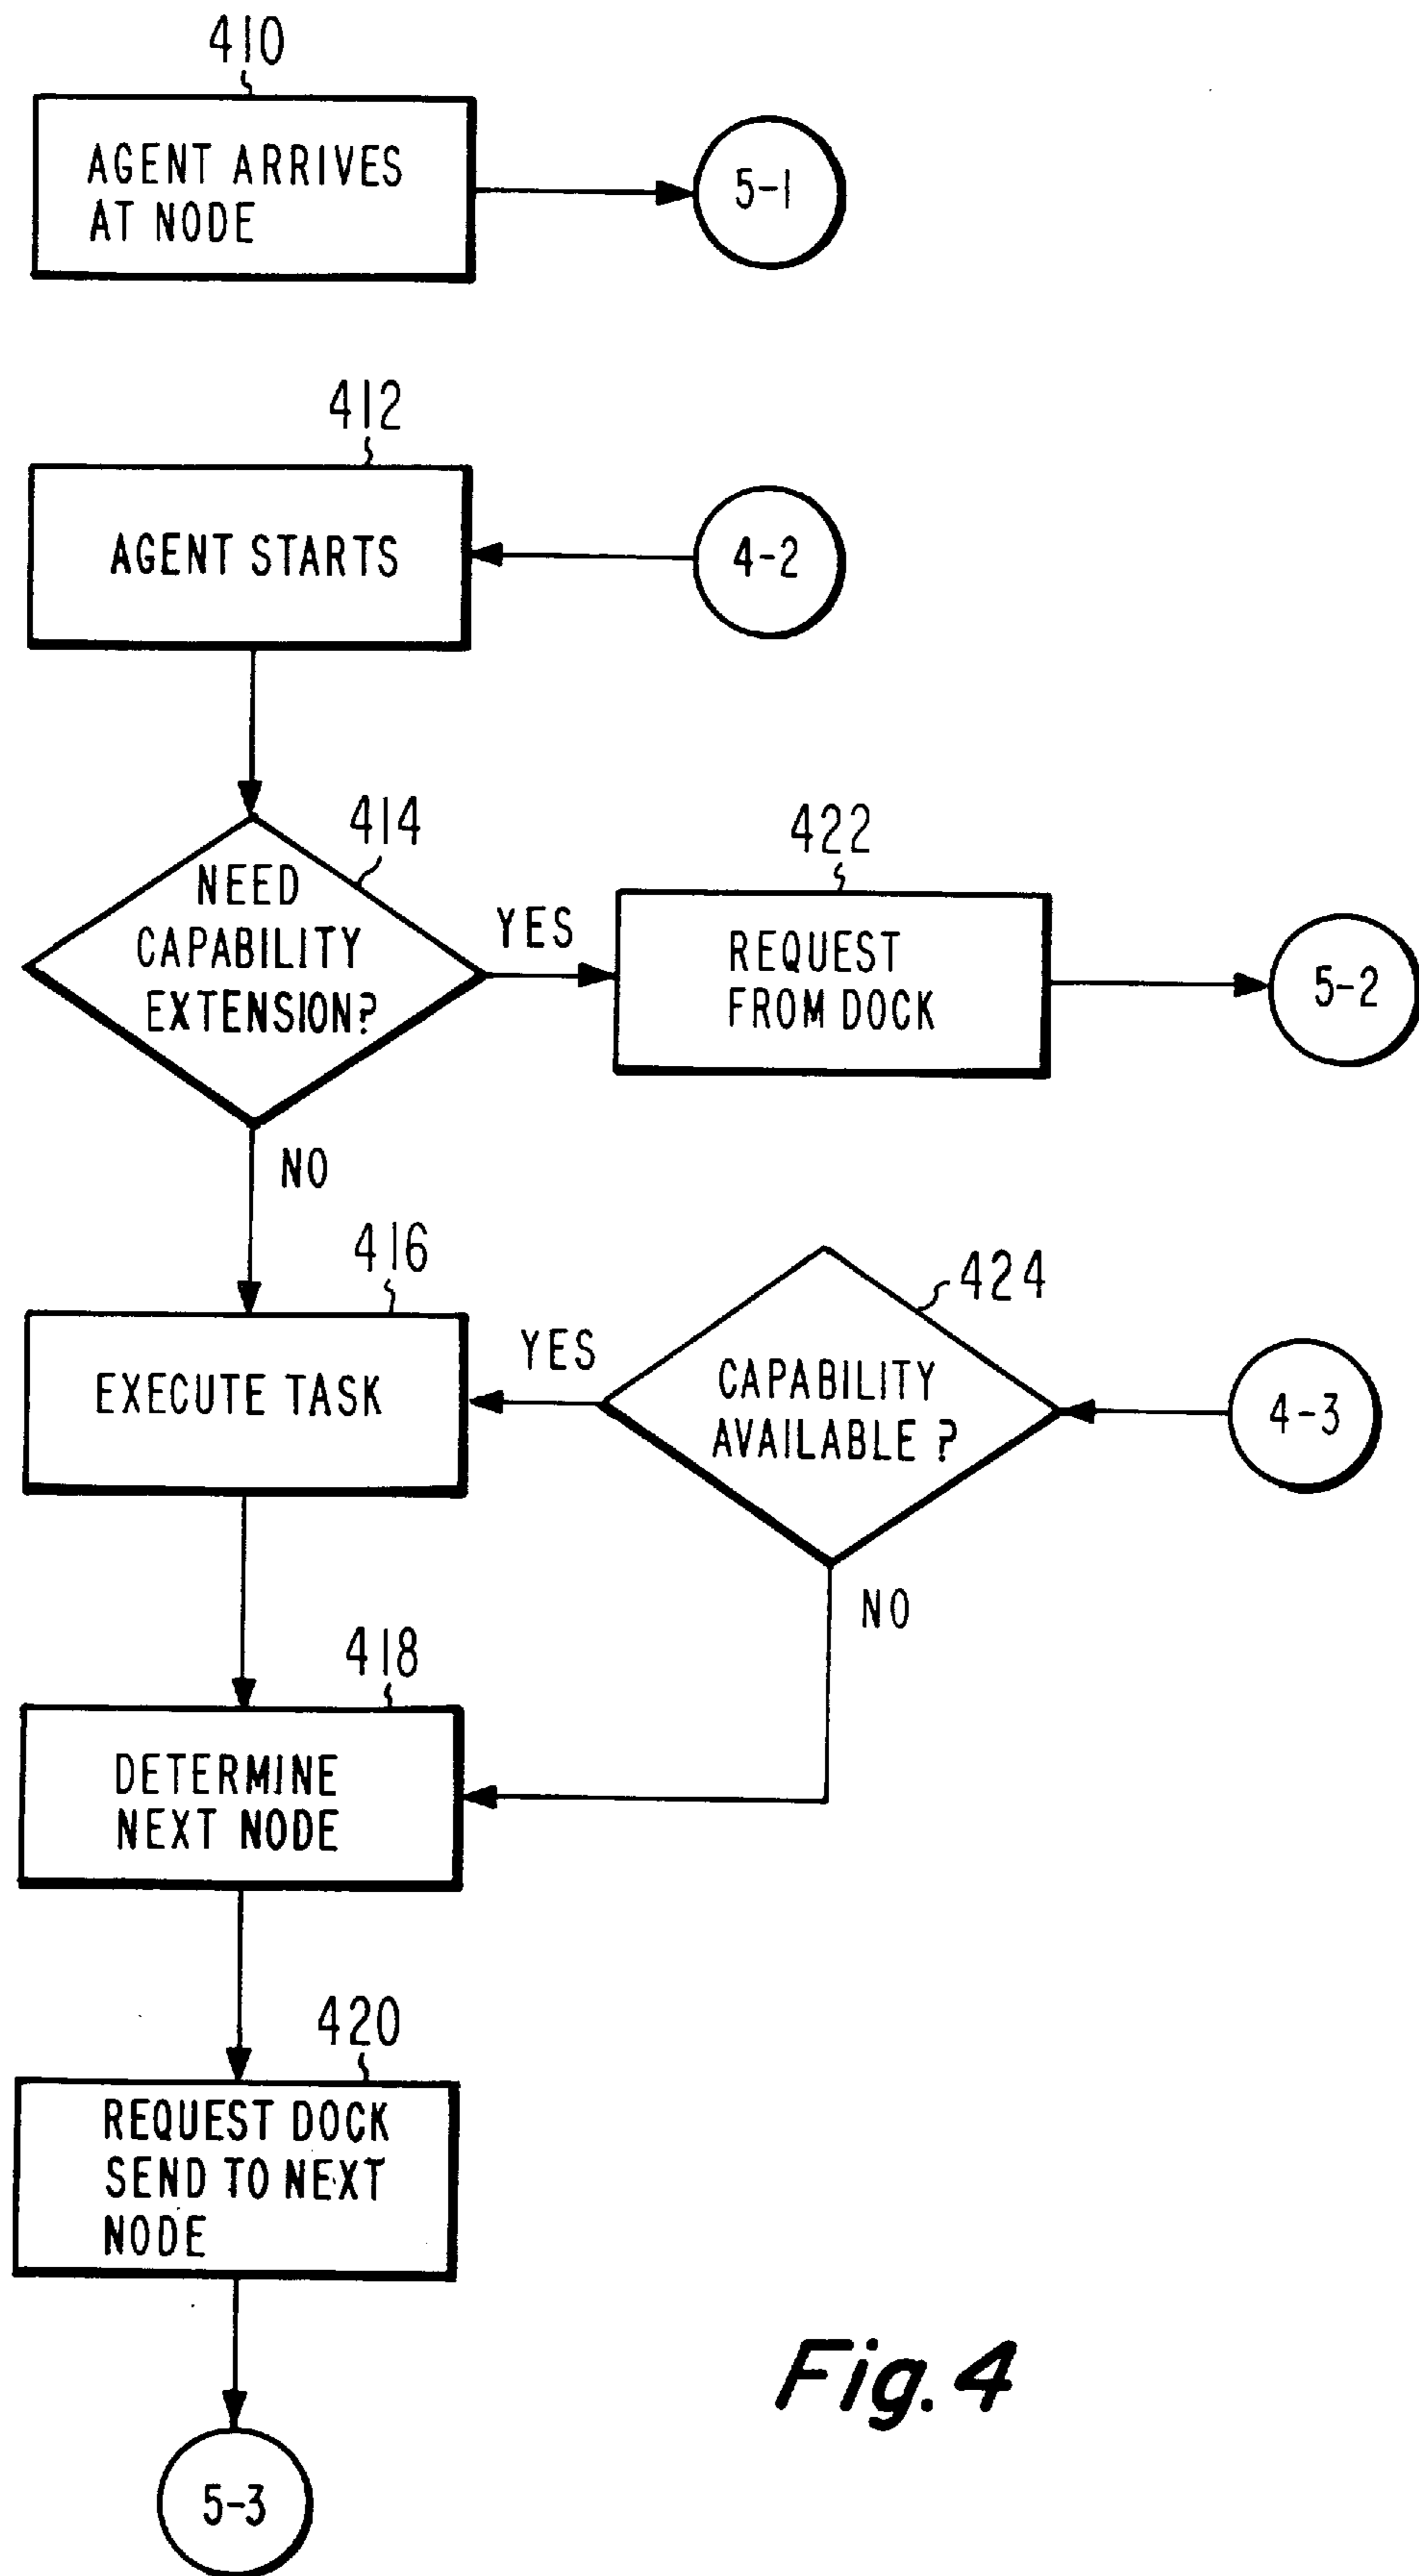 410
AGENT ARRIVES
AT NODE
5-1
412
AGENT STARTS
4-2
414
NEED
CAPABILITY
EXTENSION?
YES
422
REQUEST
FROM DOCK
5-2
NO
416
EXECUTE TASK
YES
424
CAPABILITY
AVAILABLE ?
4-3
NO
418
DETERMINE
NEXT NODE
420
REQUEST DOCK
SEND TO NEXT
NODE
5-3
Fig. 4